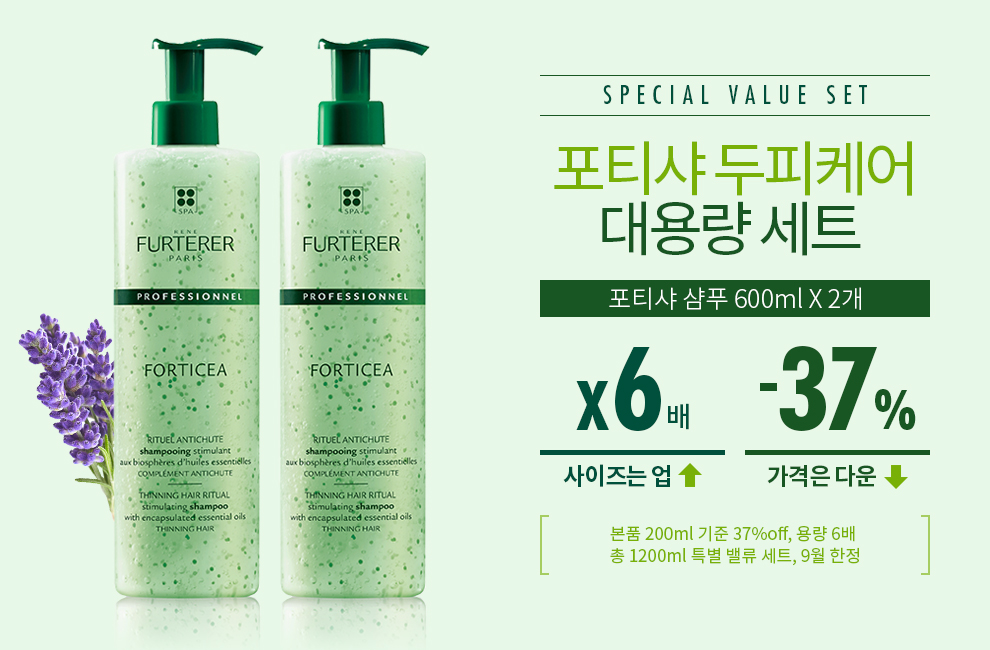 SPA
RENE
FURTERER
PARIS
PROFESSIONNEL
FORTICEA
RITUEL ANTICHUTE
shampooing stimulant
aux biosphères d'huiles essentielles
COMPLÉMENT ANTICHUTE
THINNING HAIR RITUAL
stimulating shampoo
with encapsulated essential oils
THINNING HAIR
SPA
RENE
FURTERER
PARIS
PROFESSIONNEL
FORTICEA
RITUEL ANTICHUTE
shampooing stimulant
aux biosphères d'huiles essentielles
COMPLÉMENT ANTICHUTE
THINNING HAIR RITUAL
stimulating shampoo
with encapsulated essential oils
THINNING HAIR
SPECIAL VALUE SET
포티샤 두피케어
대용량 세트
포티샤 샴푸 600ml X 2개
x6배
사이즈는 업
-37%
가격은 다운
본품 200ml 기준 37%off, 용량 6배
총 1200ml 특별 밸류 세트, 9월 한정